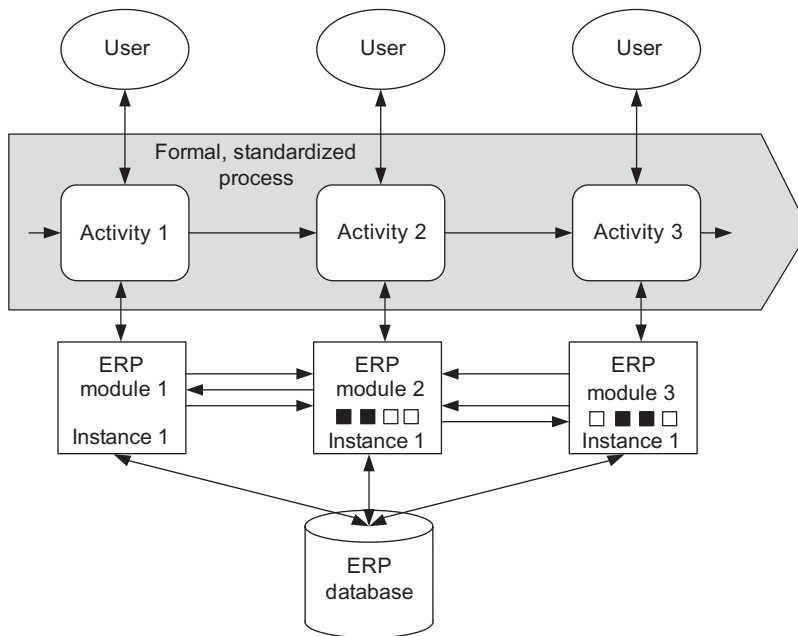 User
User
User
Formal, standardized
process
Activity 1
Activity 2
Activity 3
ERP
module 1
Instance 1
ERP
module 2
Instance 1
ERP
module 3
Instance 1
ERP
database